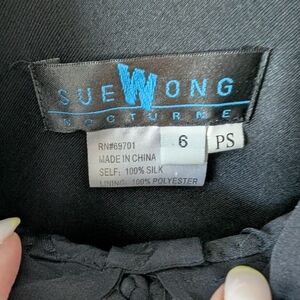 SUE WONG
NOCTURNE
RN#69701
MADE IN CHINA
SELF: 100% SILK
LINING: 100% POLYESTER
6
PS